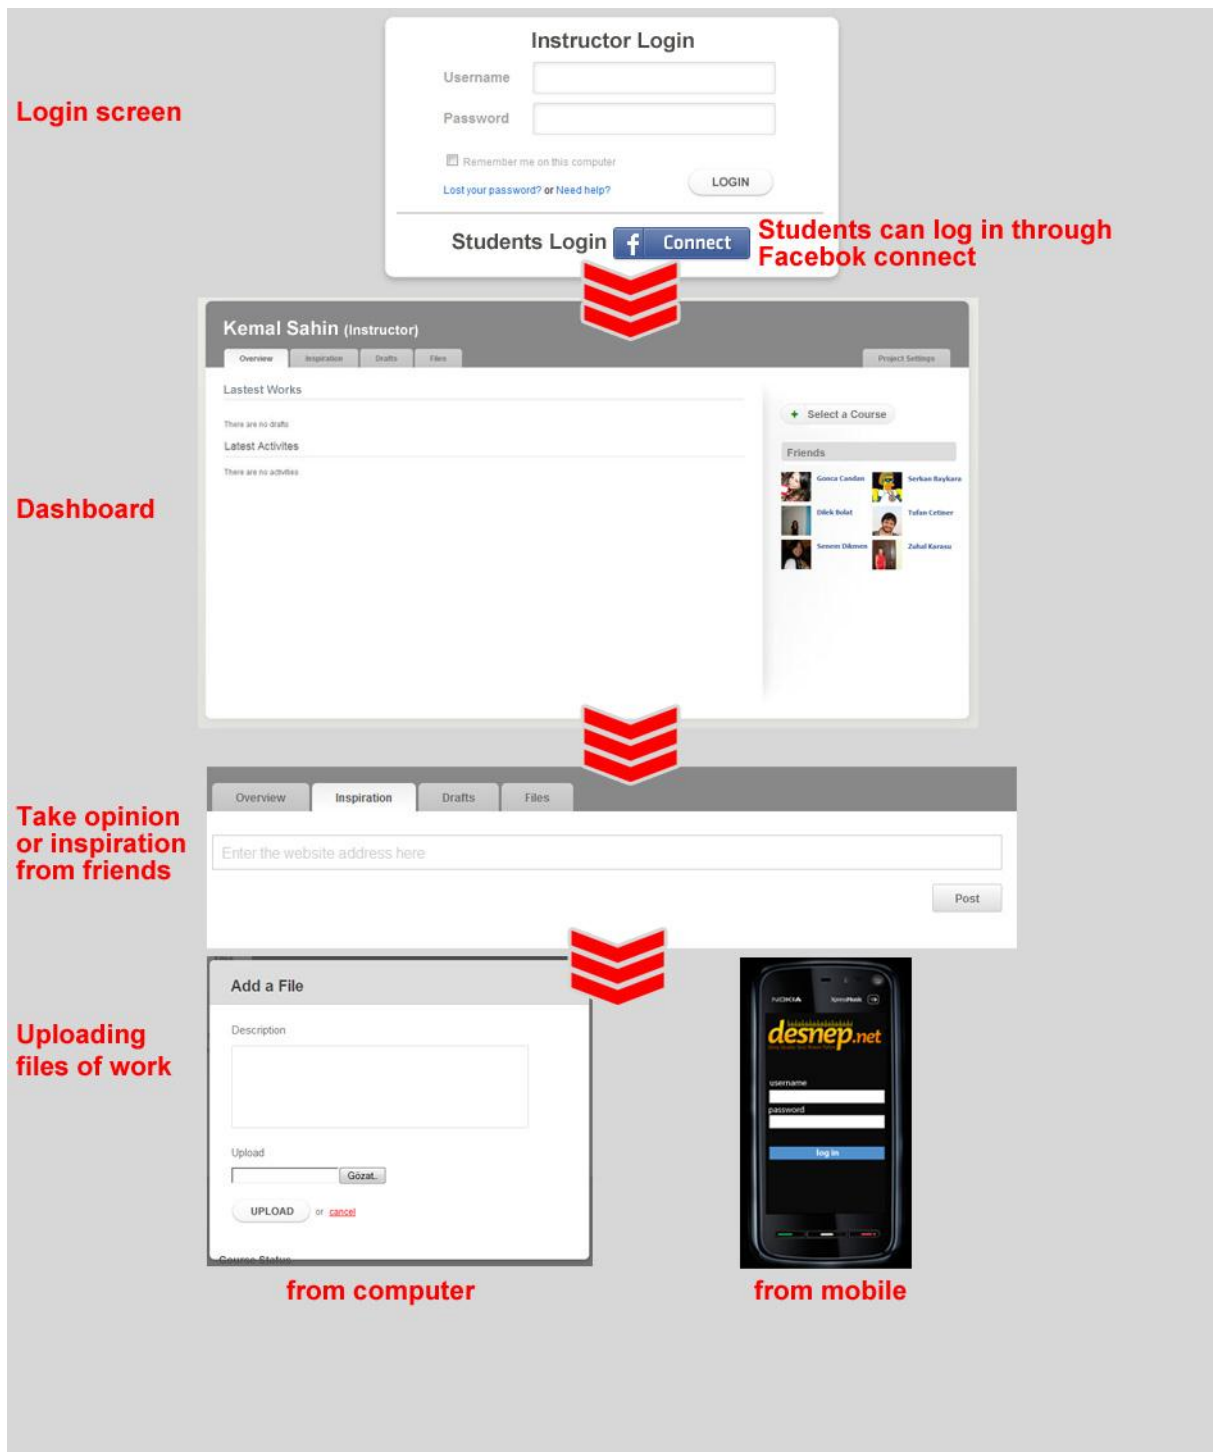 Instructor Login
Username
Login screen
Password
Remember me on this computer
Lost your password? or Need help?
LOGIN
Students Login
f Connect
Students can log in through
Facebok connect
Kemal Sahin (Instructor)
Overview Inspiration Drafts Files Project Settings
Lastest Works
+ Select a Course
There are no drafts
Latest Activites
Friends
There are no activities
Gonca Candan Serkan Baykara
Dashboard
Dilek Bolat Tufan Cetiner
Senem Dikmen Zuhal Karasu
Overview Inspiration Drafts Files
Take opinion
or inspiration
from friends
Enter the website address here
Post
Add a File
Uploading
files of work
Description
Upload
Gözat..
UPLOAD or cancel
Course Status
NOKIA XpressMusic
desnep.net
username
password
log in
from computer
from mobile